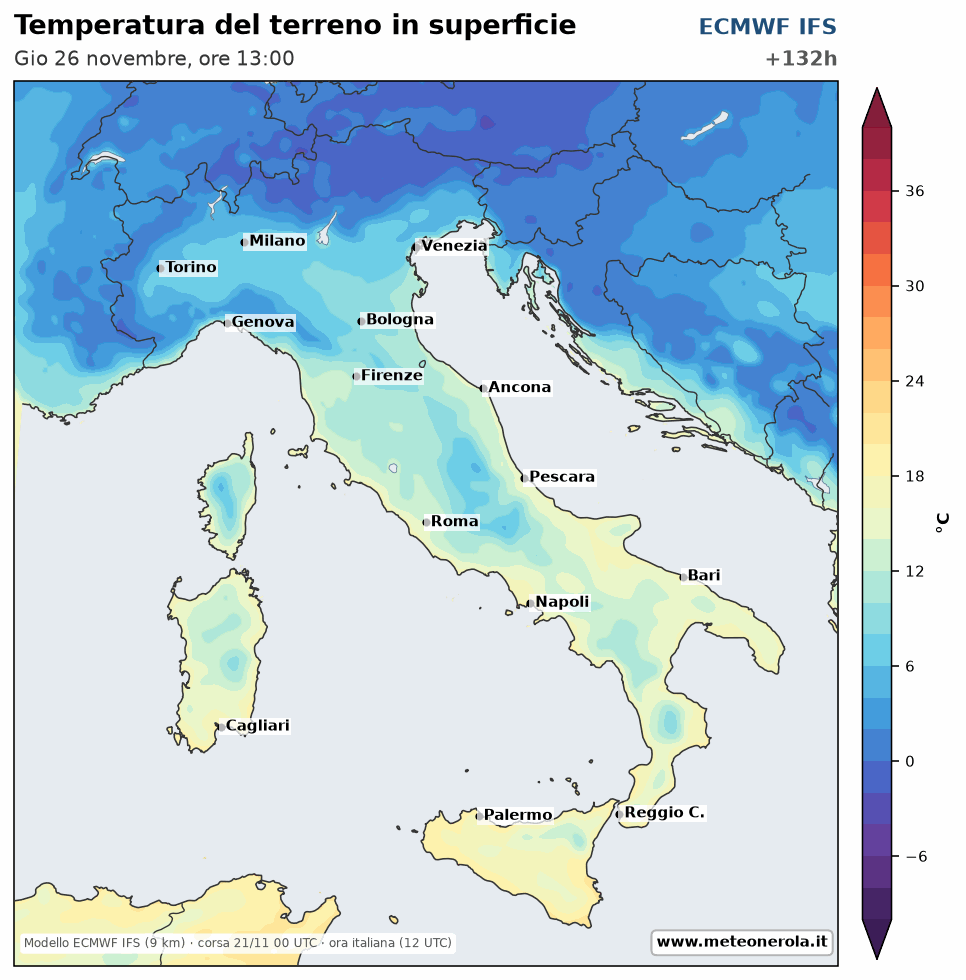 Temperatura del terreno in superficie
ECMWF IFS
Gio 26 novembre, ore 13:00
+132h
Milano
Venezia
Torino
Genova
Bologna
Firenze
Ancona
Pescara
Roma
Bari
Napoli
Cagliari
Palermo
Reggio C.
36
30
24
18
12
6
0
−6
°C
Modello ECMWF IFS (9 km) · corsa 21/11 00 UTC · ora italiana (12 UTC)
www.meteonerola.it